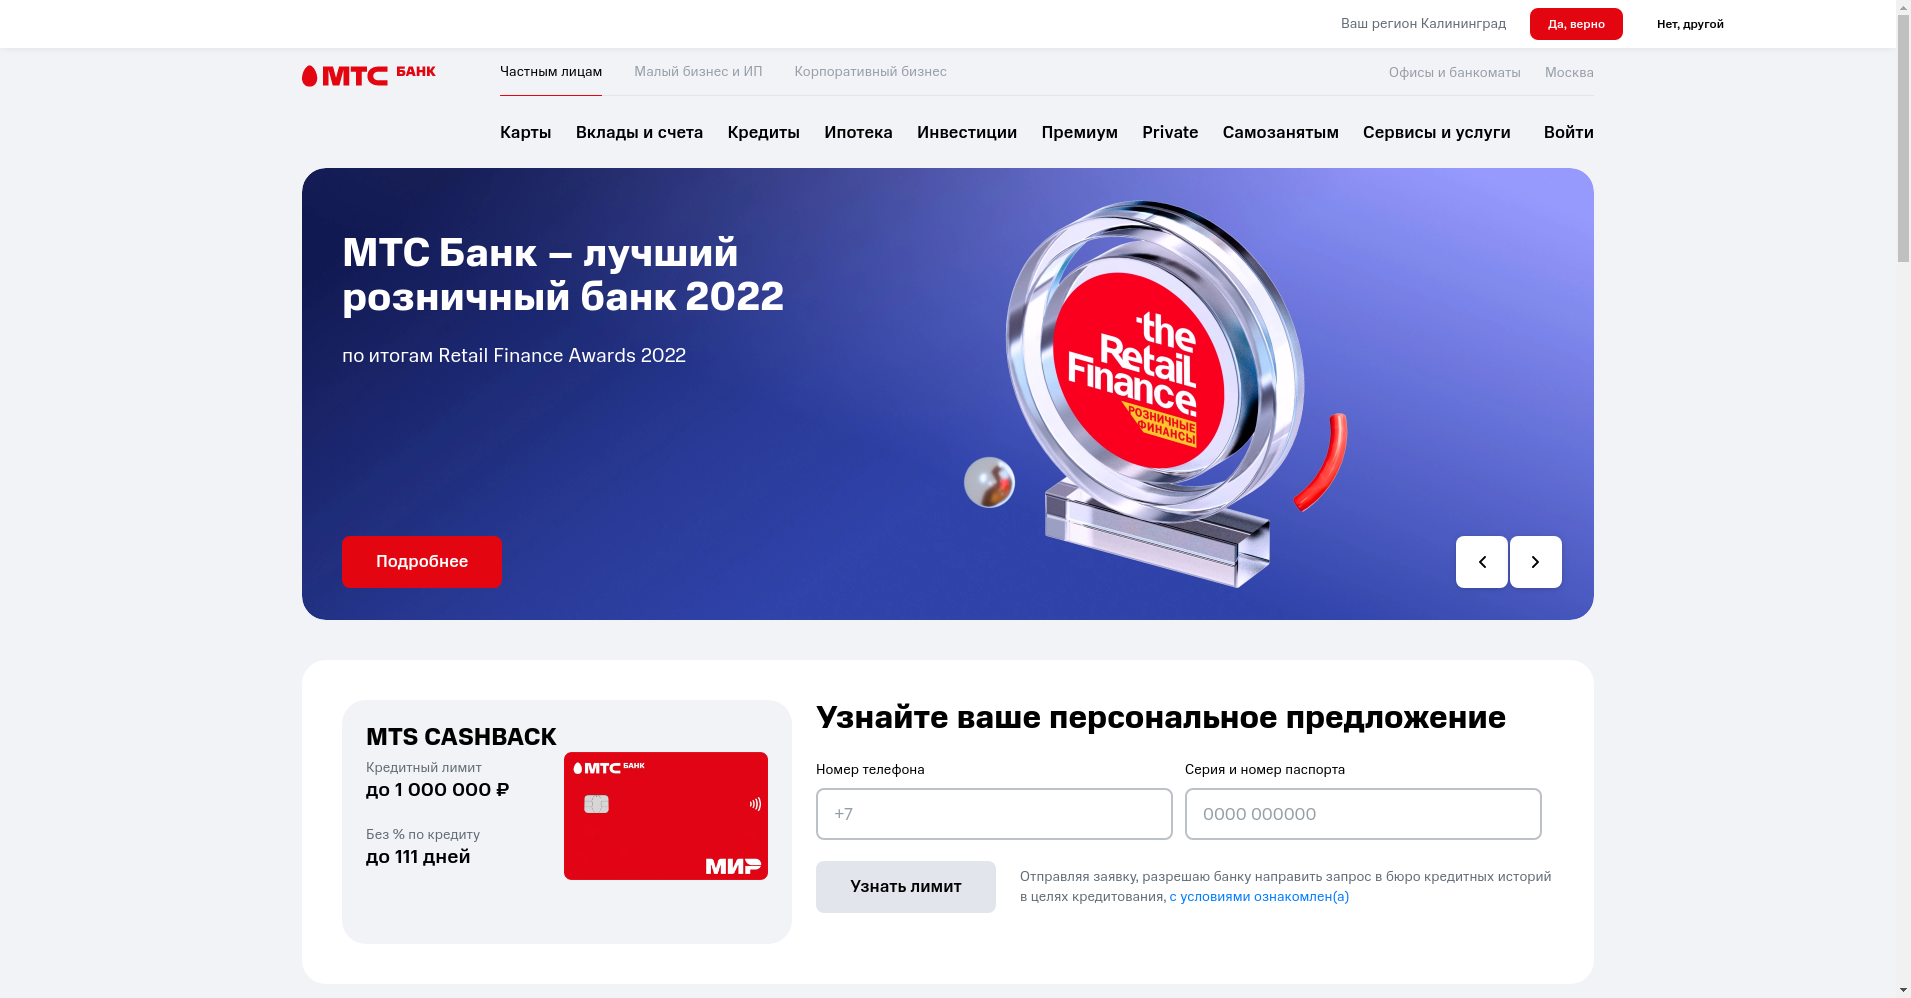 Ваш регион Калининград
Да, верно
Нет, другой
МТС БАНК
Частным лицам
Малый бизнес и ИП
Корпоративный бизнес
Офисы и банкоматы
Москва
Карты
Вклады и счета
Кредиты
Ипотека
Инвестиции
Премиум
Private
Самозанятым
Сервисы и услуги
Войти
МТС Банк – лучший
розничный банк 2022
по итогам Retail Finance Awards 2022
the
Retail
Finance
РОЗНИЧНЫЕ
ФИНАНСЫ
Подробнее
MTS CASHBACK
Кредитный лимит
до 1 000 000 ₽
Без % по кредиту
до 111 дней
МТС БАНК
МИР
Узнайте ваше персональное предложение
Номер телефона
+7
Серия и номер паспорта
0000 000000
Узнать лимит
Отправляя заявку, разрешаю банку направить запрос в бюро кредитных историй
в целях кредитования, с условиями ознакомлен(а)